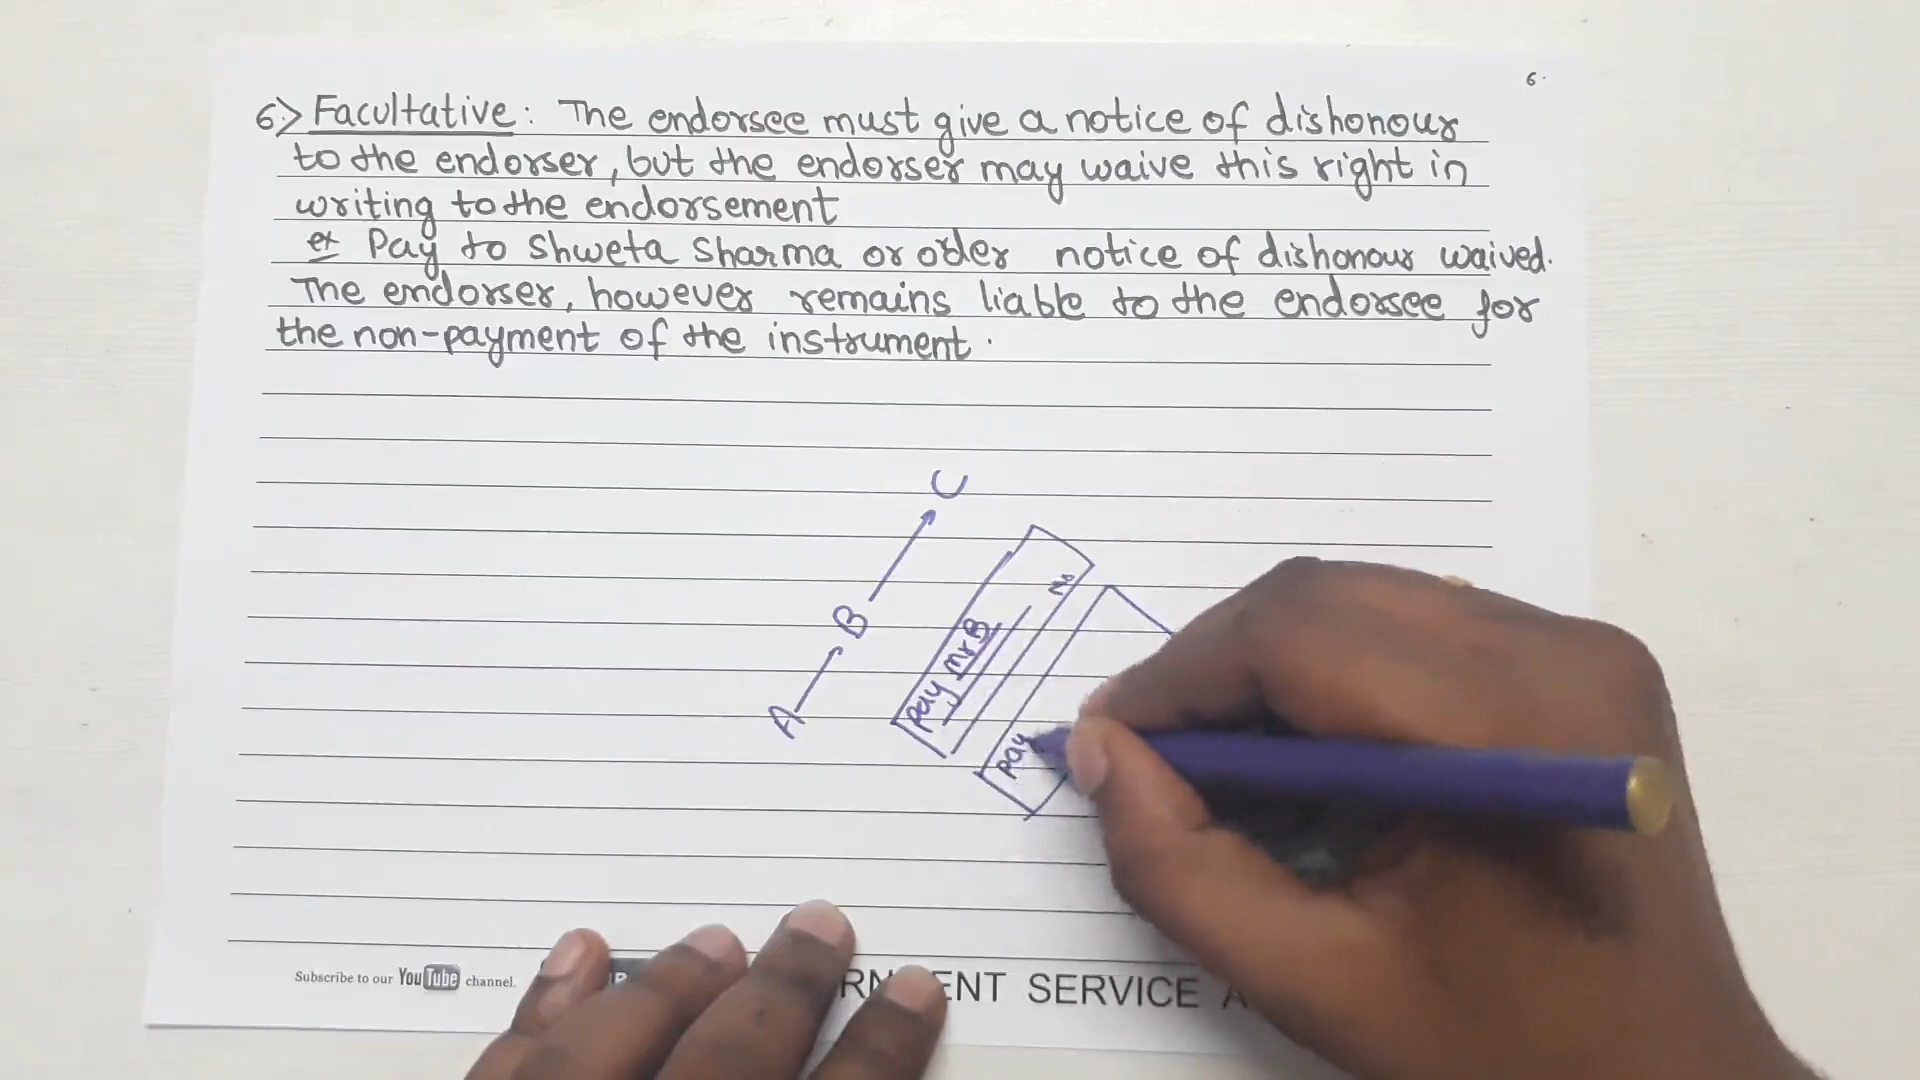 6.
6.> Facultative: The endorsee must give a notice of dishonour
to the endorser, but the endorser may waive this right in
writing to the endorsement
ex Pay to Shweta Sharma or order notice of dishonour waived.
The endorser, however remains liable to the endorsee for
the non-payment of the instrument.
C
B
A
No
pay Mr B
pay
Subscribe to our YouTube channel.
SERVICE